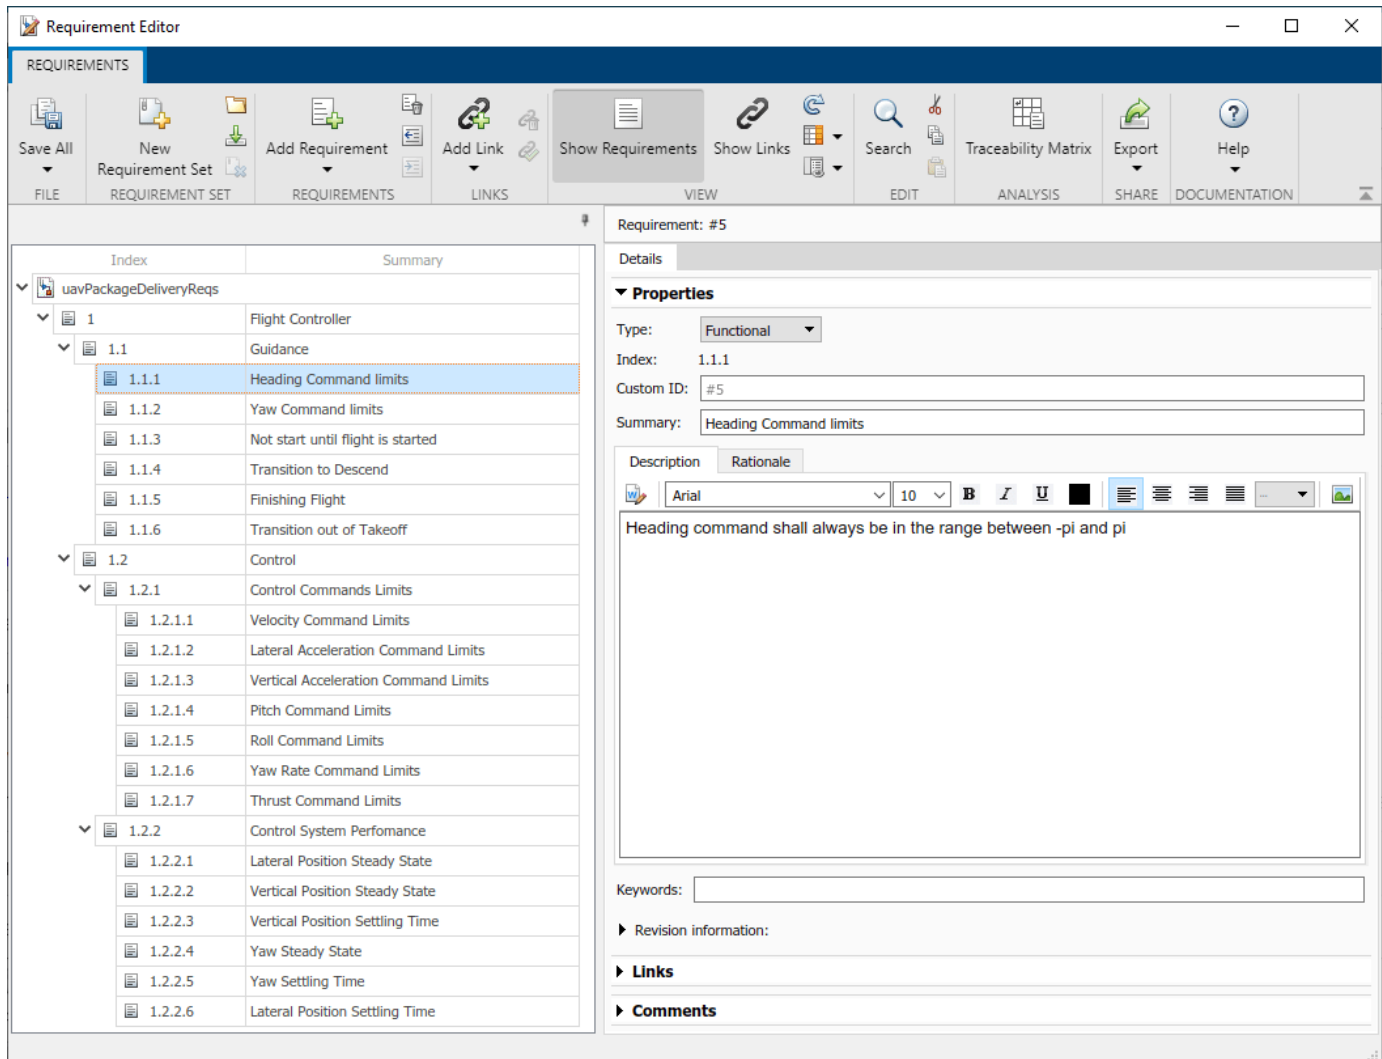 Requirement Editor
REQUIREMENTS
Save All
New
Requirement Set
Add Requirement
Add Link
Show Requirements
Show Links
Search
Traceability Matrix
Export
Help
FILE
REQUIREMENT SET
REQUIREMENTS
LINKS
VIEW
EDIT
ANALYSIS
SHARE
DOCUMENTATION
Index Summary
uavPackageDeliveryReqs
1 Flight Controller
1.1 Guidance
1.1.1 Heading Command limits
1.1.2 Yaw Command limits
1.1.3 Not start until flight is started
1.1.4 Transition to Descend
1.1.5 Finishing Flight
1.1.6 Transition out of Takeoff
1.2 Control
1.2.1 Control Commands Limits
1.2.1.1 Velocity Command Limits
1.2.1.2 Lateral Acceleration Command Limits
1.2.1.3 Vertical Acceleration Command Limits
1.2.1.4 Pitch Command Limits
1.2.1.5 Roll Command Limits
1.2.1.6 Yaw Rate Command Limits
1.2.1.7 Thrust Command Limits
1.2.2 Control System Perfomance
1.2.2.1 Lateral Position Steady State
1.2.2.2 Vertical Position Steady State
1.2.2.3 Vertical Position Settling Time
1.2.2.4 Yaw Steady State
1.2.2.5 Yaw Settling Time
1.2.2.6 Lateral Position Settling Time
Requirement: #5
Details
Properties
Type: Functional
Index: 1.1.1
Custom ID: #5
Summary: Heading Command limits
Description Rationale
Arial 10 B I U --
Heading command shall always be in the range between -pi and pi
Keywords:
Revision information:
Links
Comments